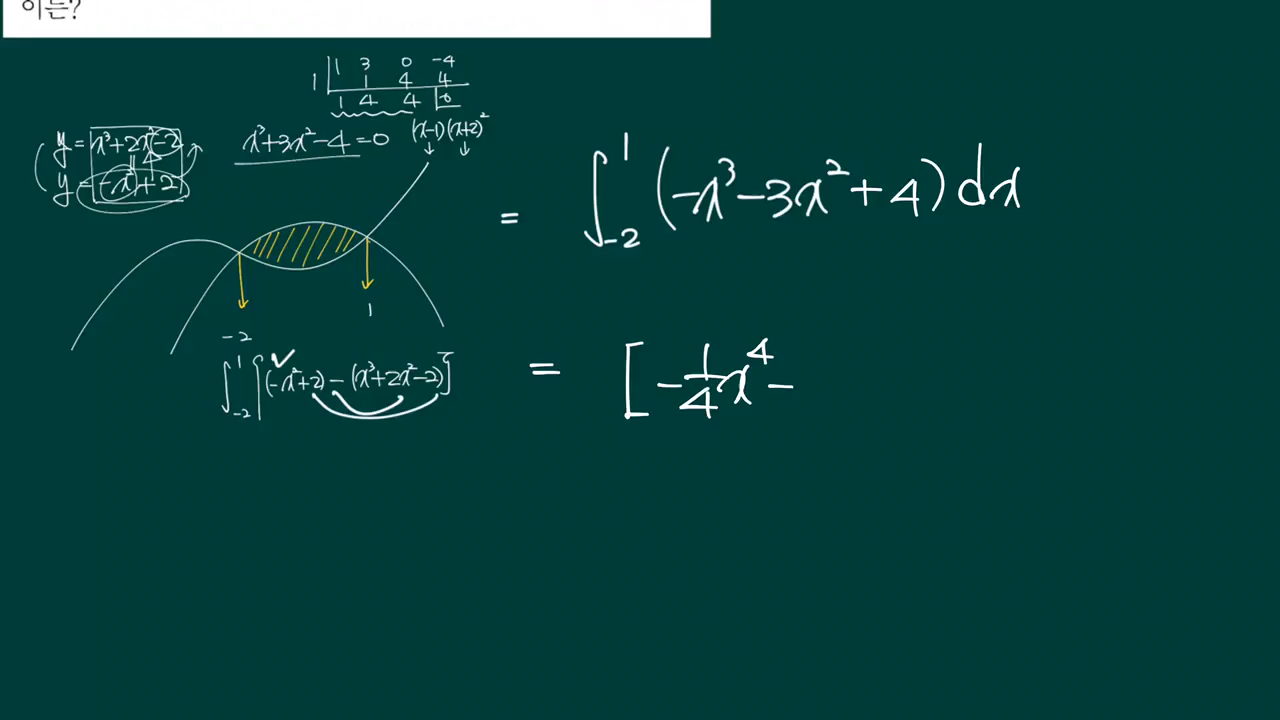 이는?
1 | 1 3 0 -4
1 4 4
1 4 4 0
y = x³+2x²-2
x³+3x²-4=0 (x-1)(x+2)²
y = (-x²)+2
= ∫₋₂¹ (-x³-3x²+4)dx
-2
1
∫₋₂¹ [(-x²+2)-(x³+2x²-2)]
= [-1/4x⁴-